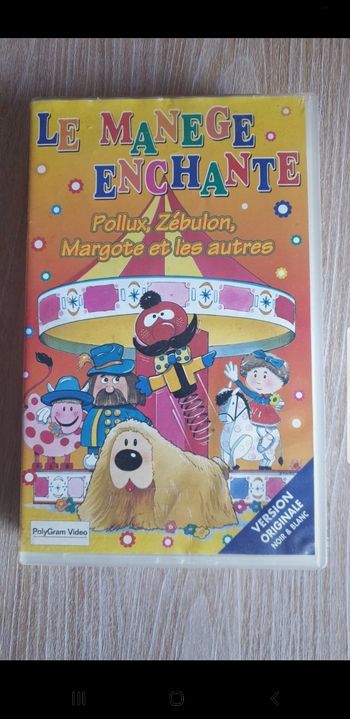 LE MANEGE
ENCHANTE
Pollux, Zébulon,
Margote et les autres
VERSION
ORIGINALE
NOIR & BLANC
PolyGram Video